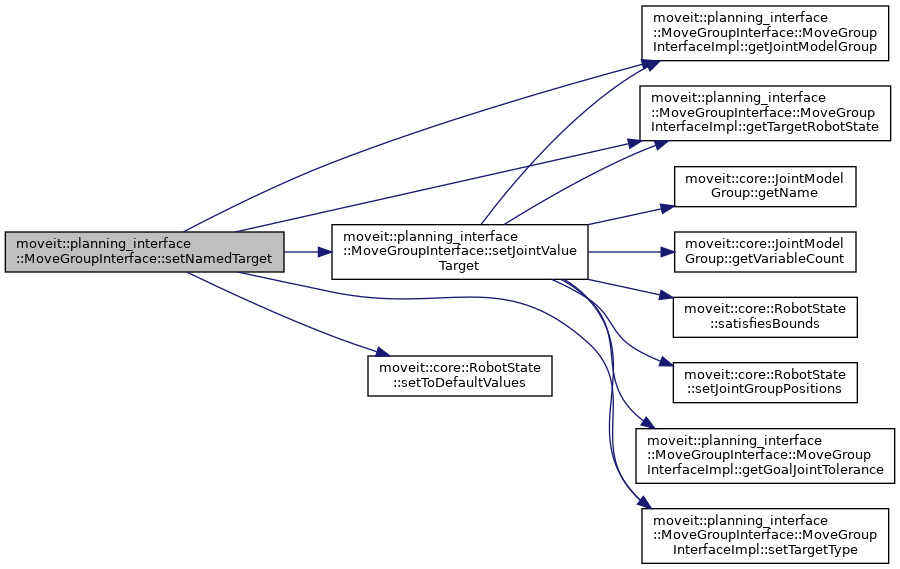 moveit::planning_interface
::MoveGroupInterface::MoveGroup
InterfaceImpl::getJointModelGroup
moveit::planning_interface
::MoveGroupInterface::MoveGroup
InterfaceImpl::getTargetRobotState
moveit::core::JointModel
Group::getName
moveit::planning_interface
::MoveGroupInterface::setNamedTarget
moveit::planning_interface
::MoveGroupInterface::setJointValue
Target
moveit::core::JointModel
Group::getVariableCount
moveit::core::RobotState
::satisfiesBounds
moveit::core::RobotState
::setToDefaultValues
moveit::core::RobotState
::setJointGroupPositions
moveit::planning_interface
::MoveGroupInterface::MoveGroup
InterfaceImpl::getGoalJointTolerance
moveit::planning_interface
::MoveGroupInterface::MoveGroup
InterfaceImpl::setTargetType